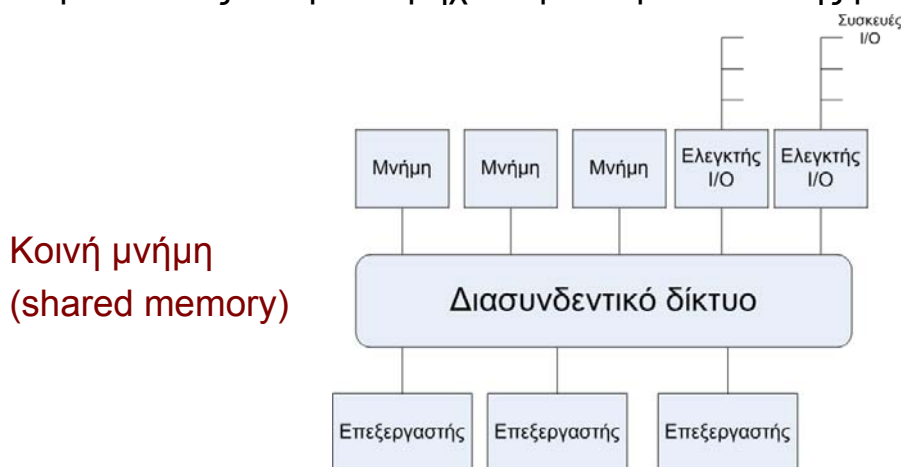 Συσκευές
I/O
Μνήμη Μνήμη Μνήμη Ελεγκτής I/O Ελεγκτής I/O
Κοινή μνήμη
(shared memory)
Διασυνδεντικό δίκτυο
Επεξεργαστής Επεξεργαστής Επεξεργαστής